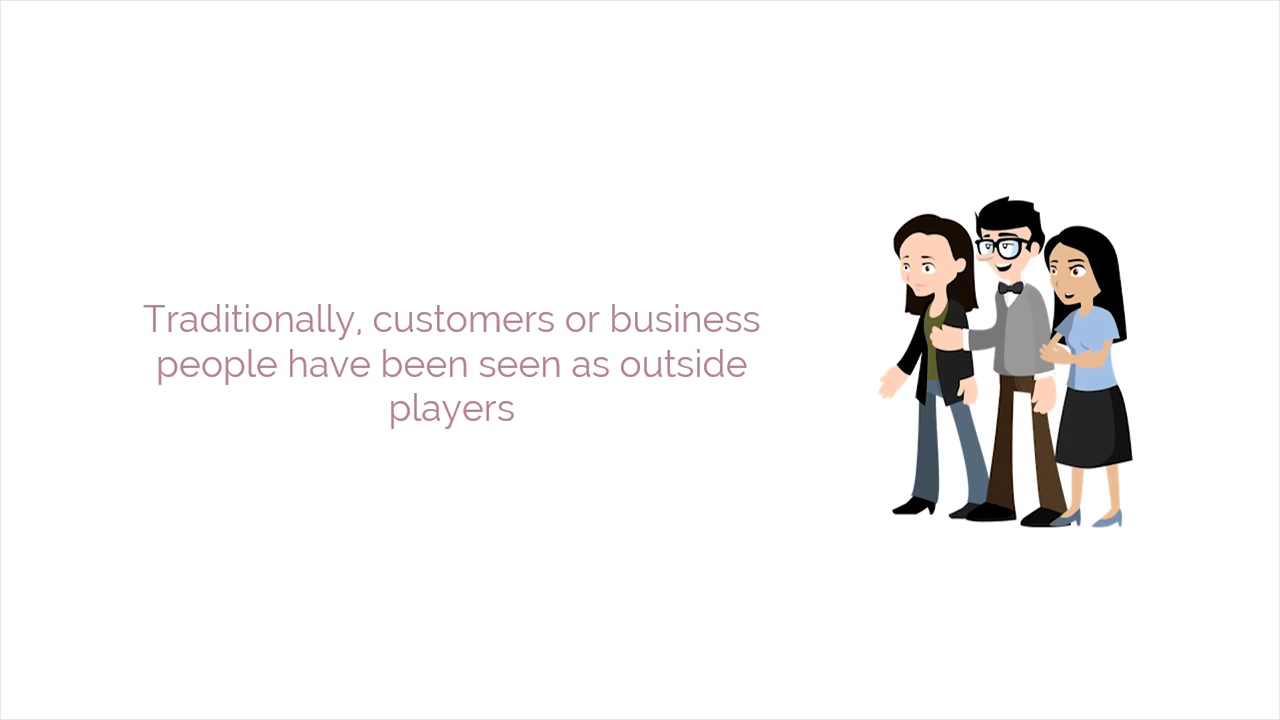 Traditionally, customers or business
people have been seen as outside
players